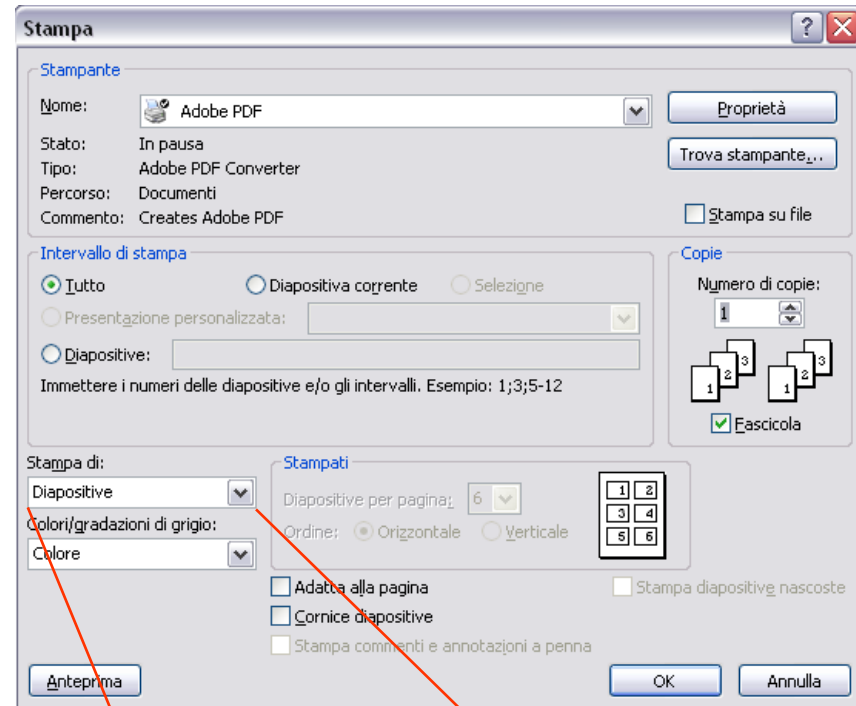 Stampa
Stampante
Nome: Adobe PDF Proprietà
Stato: In pausa Trova stampante...
Tipo: Adobe PDF Converter
Percorso: Documenti
Commento: Creates Adobe PDF Stampa su file
Intervallo di stampa
Tutto Diapositiva corrente Selezione
Presentazione personalizzata:
Diapositive:
Immettere i numeri delle diapositive e/o gli intervalli. Esempio: 1;3;5-12
Copie
Numero di copie:
1
1 2 3 1 2 3
Fascicola
Stampa di:
Diapositive
Colori/gradazioni di grigio:
Colore
Stampati
Diapositive per pagina: 6
Ordine: Orizzontale Verticale
1 2
3 4
5 6
Adatta alla pagina Stampa diapositive nascoste
Cornice diapositive
Stampa commenti e annotazioni a penna
Anteprima OK Annulla